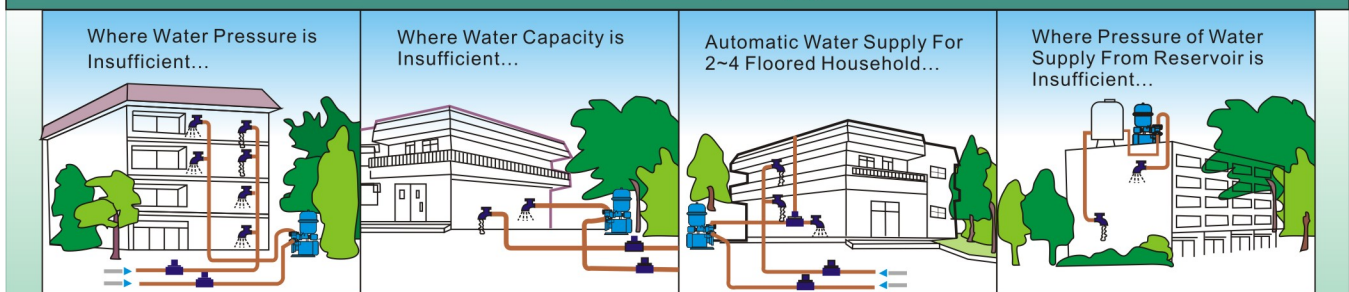 Where Water Pressure is
Insufficient...
Where Water Capacity is
Insufficient...
Automatic Water Supply For
2~4 Floored Household...
Where Pressure of Water
Supply From Reservoir is
Insufficient...